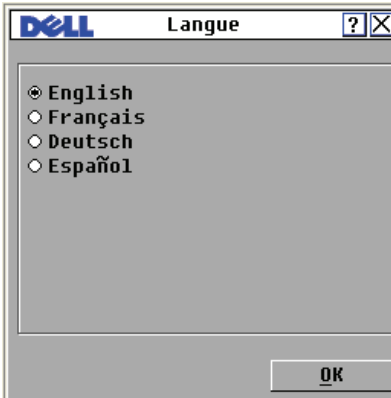 DELL Langue ? X
English
Français
Deutsch
Español
OK